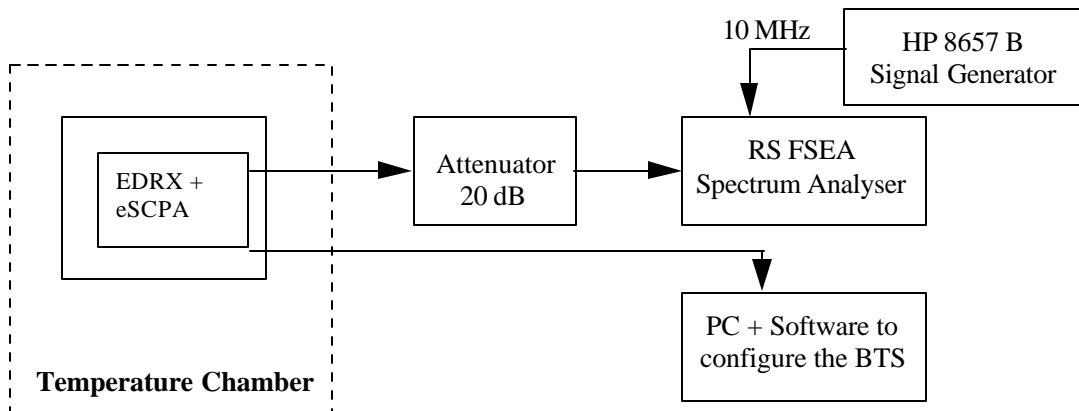 10 MHz
HP 8657 B
Signal Generator
EDRX +
eSCPA
Attenuator
20 dB
RS FSEA
Spectrum Analyser
PC + Software to
configure the BTS
Temperature Chamber